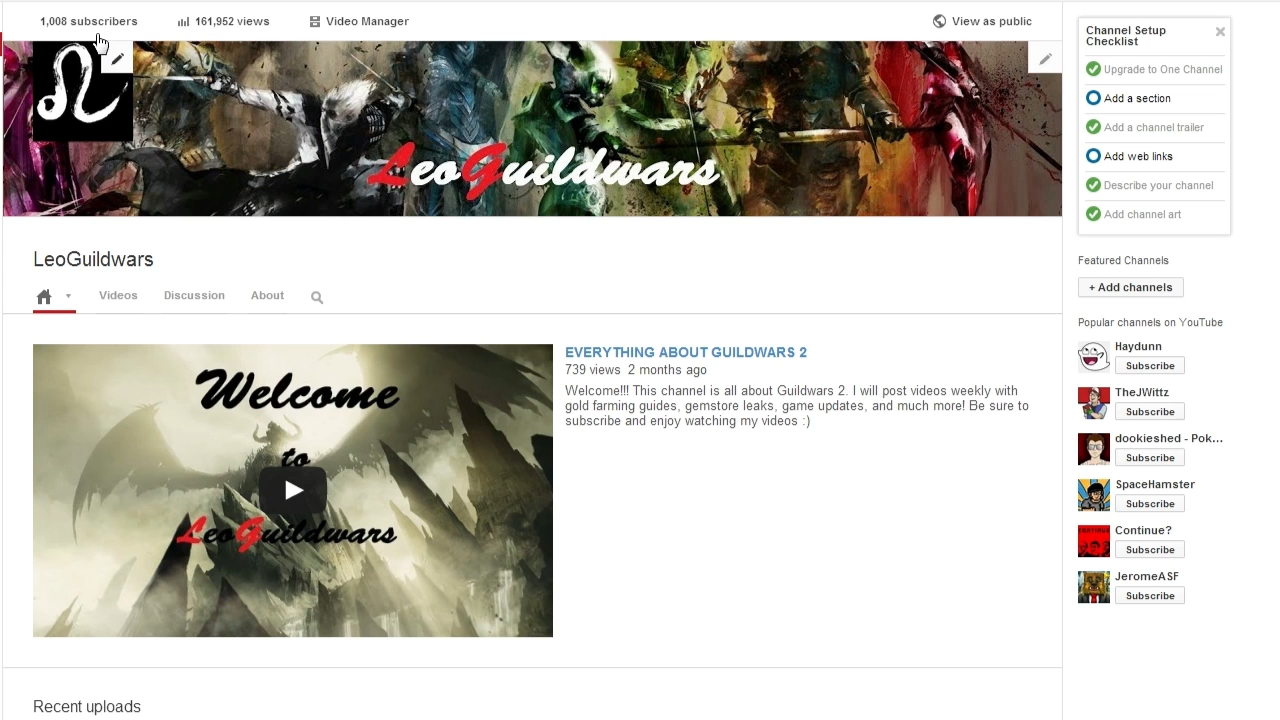 1,008 subscribers
161,952 views
Video Manager
View as public
LeoGuildwars
LeoGuildwars
Videos
Discussion
About
Welcome
to
LeoGuildwars
EVERYTHING ABOUT GUILDWARS 2
739 views 2 months ago
Welcome!!! This channel is all about Guildwars 2. I will post videos weekly with
gold farming guides, gemstore leaks, game updates, and much more! Be sure to
subscribe and enjoy watching my videos :)
Recent uploads
Channel Setup
Checklist
Upgrade to One Channel
Add a section
Add a channel trailer
Add web links
Describe your channel
Add channel art
Featured Channels
+ Add channels
Popular channels on YouTube
Haydunn
Subscribe
TheJWittz
Subscribe
dookieshed - Pok...
Subscribe
SpaceHamster
Subscribe
Continue?
Subscribe
JeromeASF
Subscribe